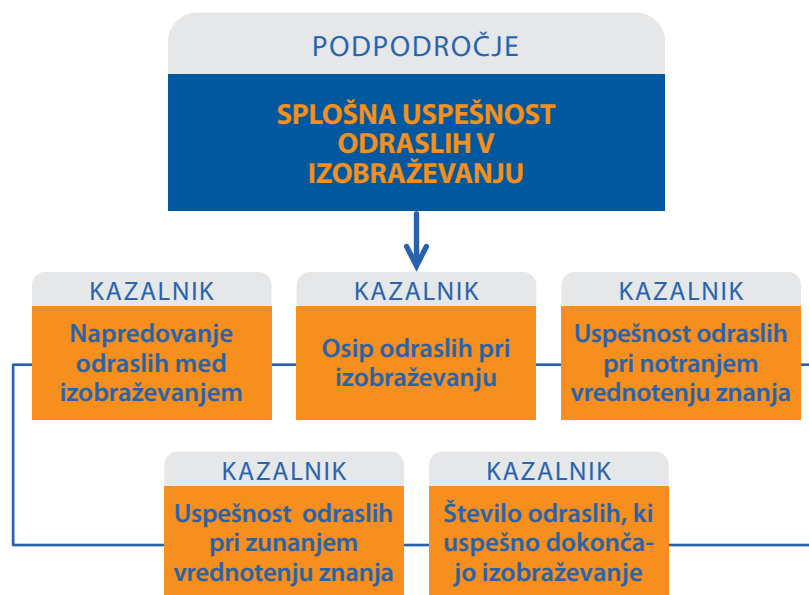 PODPODROČJE
SPLOŠNA USPEŠNOST
ODRASLIH V
IZOBRAŽEVANJU
KAZALNIK
Napredovanje
odraslih med
izobraževanjem
KAZALNIK
Osip odraslih pri
izobraževanju
KAZALNIK
Uspešnost odraslih
pri notranjem
vrednotenju znanja
KAZALNIK
Uspešnost odraslih
pri zunanjem
vrednotenju znanja
KAZALNIK
Število odraslih, ki
uspešno dokonča-
jo izobraževanje